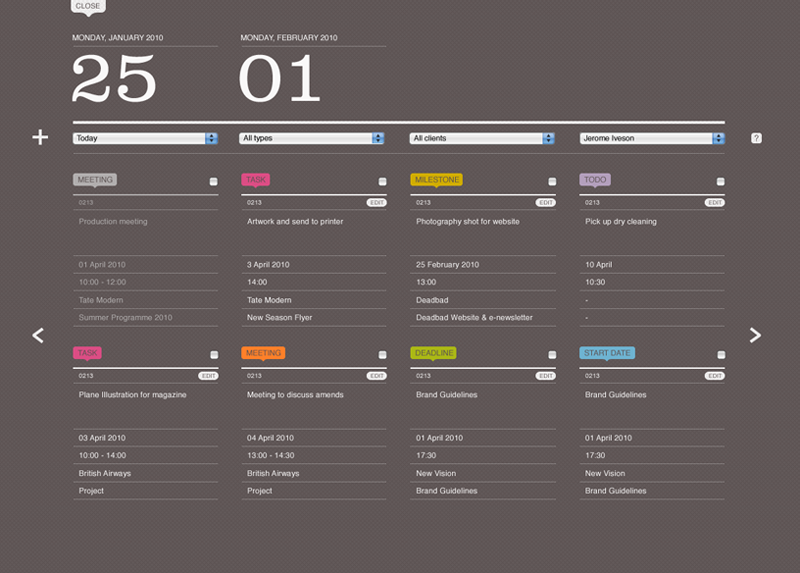 CLOSE
MONDAY, JANUARY 2010
MONDAY, FEBRUARY 2010
25
01
Today
All types
All clients
Jerome Iveson
?
MEETING
TASK
MILESTONE
TODO
0213
0213 EDIT
0213 EDIT
0213 EDIT
Production meeting
Artwork and send to printer
Photography shot for website
Pick up dry cleaning
01 April 2010
3 April 2010
25 February 2010
10 April
10:00 - 12:00
14:00
13:00
10:30
Tate Modern
Tate Modern
Deadbad
-
Summer Programme 2010
New Season Flyer
Deadbad Website & e-newsletter
-
TASK
MEETING
DEADLINE
START DATE
0213 EDIT
0213 EDIT
0213 EDIT
0213 EDIT
Plane Illustration for magazine
Meeting to discuss amends
Brand Guidelines
Brand Guidelines
03 April 2010
04 April 2010
01 April 2010
01 April 2010
10:00 - 14:00
13:00 - 14:30
17:30
17:30
British Airways
British Airways
New Vision
New Vision
Project
Project
Brand Guidelines
Brand Guidelines